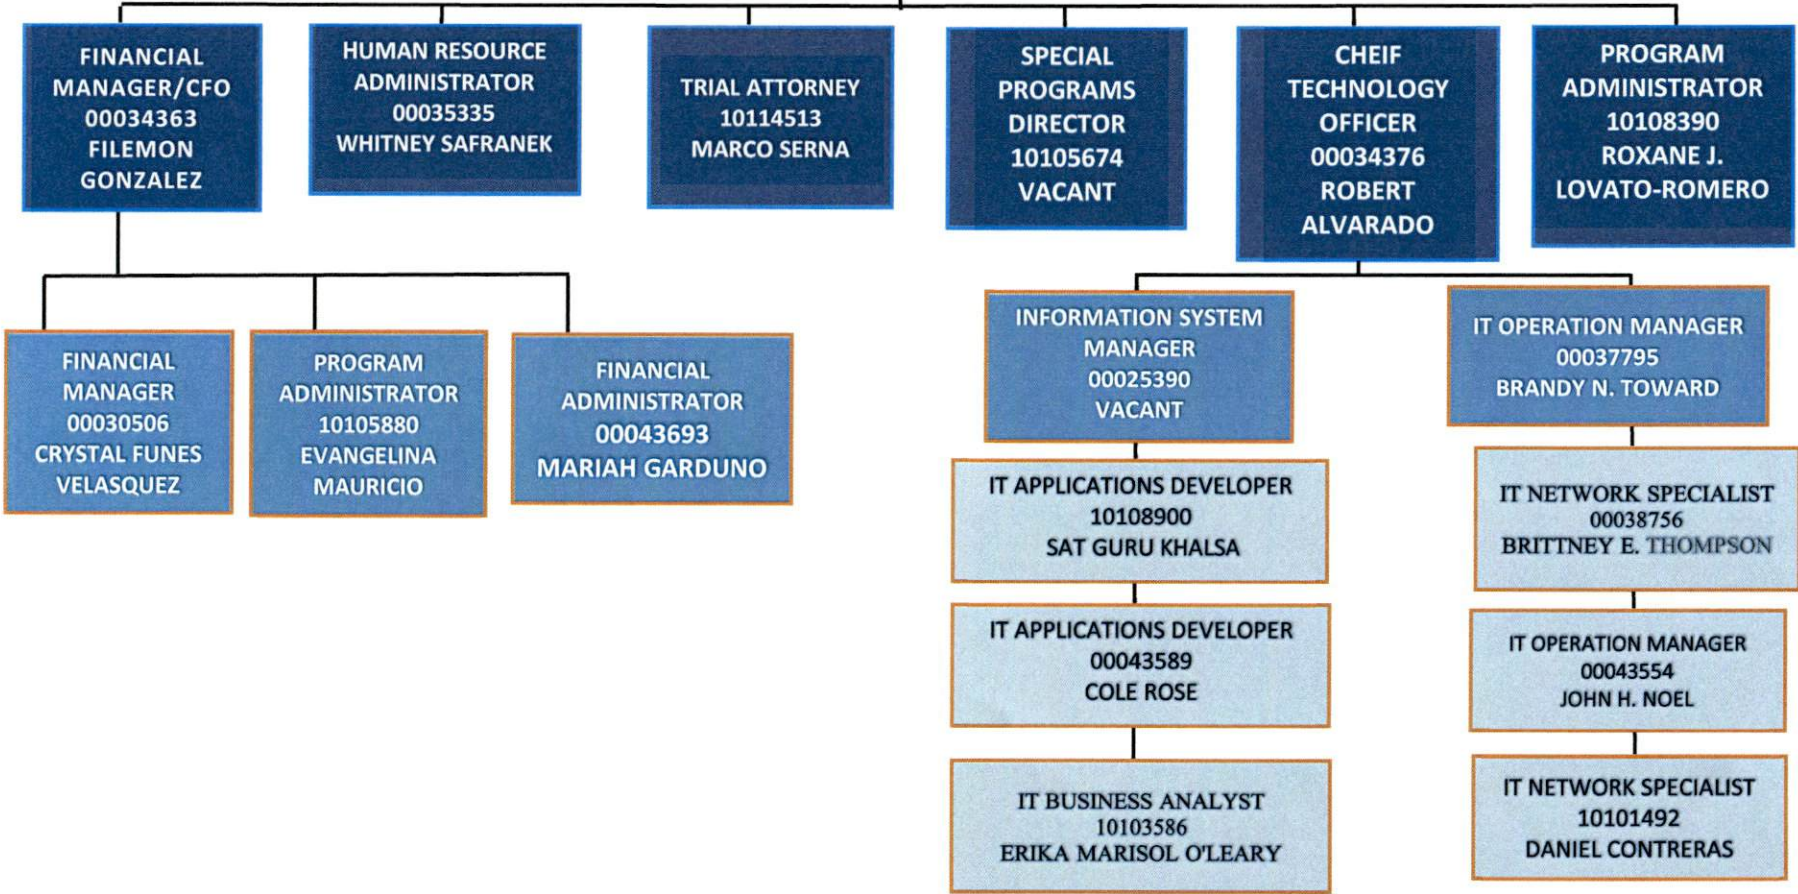 FINANCIAL
MANAGER/CFO
00034363
FILEMON
GONZALEZ
HUMAN RESOURCE
ADMINISTRATOR
00035335
WHITNEY SAFRANEK
TRIAL ATTORNEY
10114513
MARCO SERNA
SPECIAL
PROGRAMS
DIRECTOR
10105674
VACANT
CHEIF
TECHNOLOGY
OFFICER
00034376
ROBERT
ALVARADO
PROGRAM
ADMINISTRATOR
10108390
ROXANE J.
LOVATO-ROMERO
FINANCIAL
MANAGER
00030506
CRYSTAL FUNES
VELASQUEZ
PROGRAM
ADMINISTRATOR
10105880
EVANGELINA
MAURICIO
FINANCIAL
ADMINISTRATOR
00043693
MARIAH GARDUNO
INFORMATION SYSTEM
MANAGER
00025390
VACANT
IT OPERATION MANAGER
00037795
BRANDY N. TOWARD
IT APPLICATIONS DEVELOPER
10108900
SAT GURU KHALSA
IT NETWORK SPECIALIST
00038756
BRITTNEY E. THOMPSON
IT APPLICATIONS DEVELOPER
00043589
COLE ROSE
IT OPERATION MANAGER
00043554
JOHN H. NOEL
IT BUSINESS ANALYST
10103586
ERIKA MARISOL O'LEARY
IT NETWORK SPECIALIST
10101492
DANIEL CONTRERAS